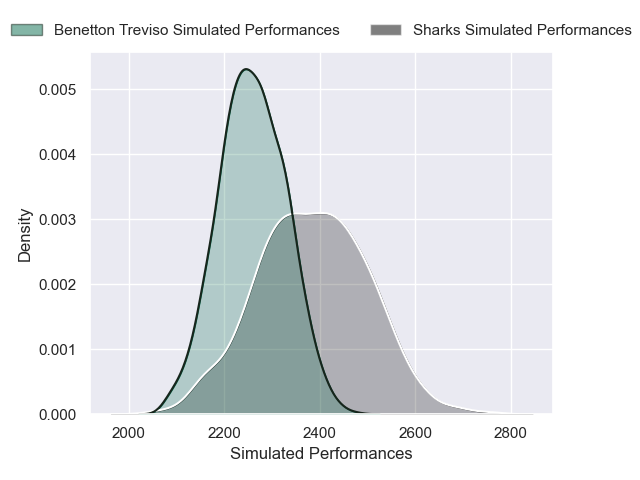 Benetton Treviso Simulated Performances Sharks Simulated Performances
0.005
0.004
0.003
0.002
0.001
0.000
Density
2000 2200 2400 2600 2800
Simulated Performances